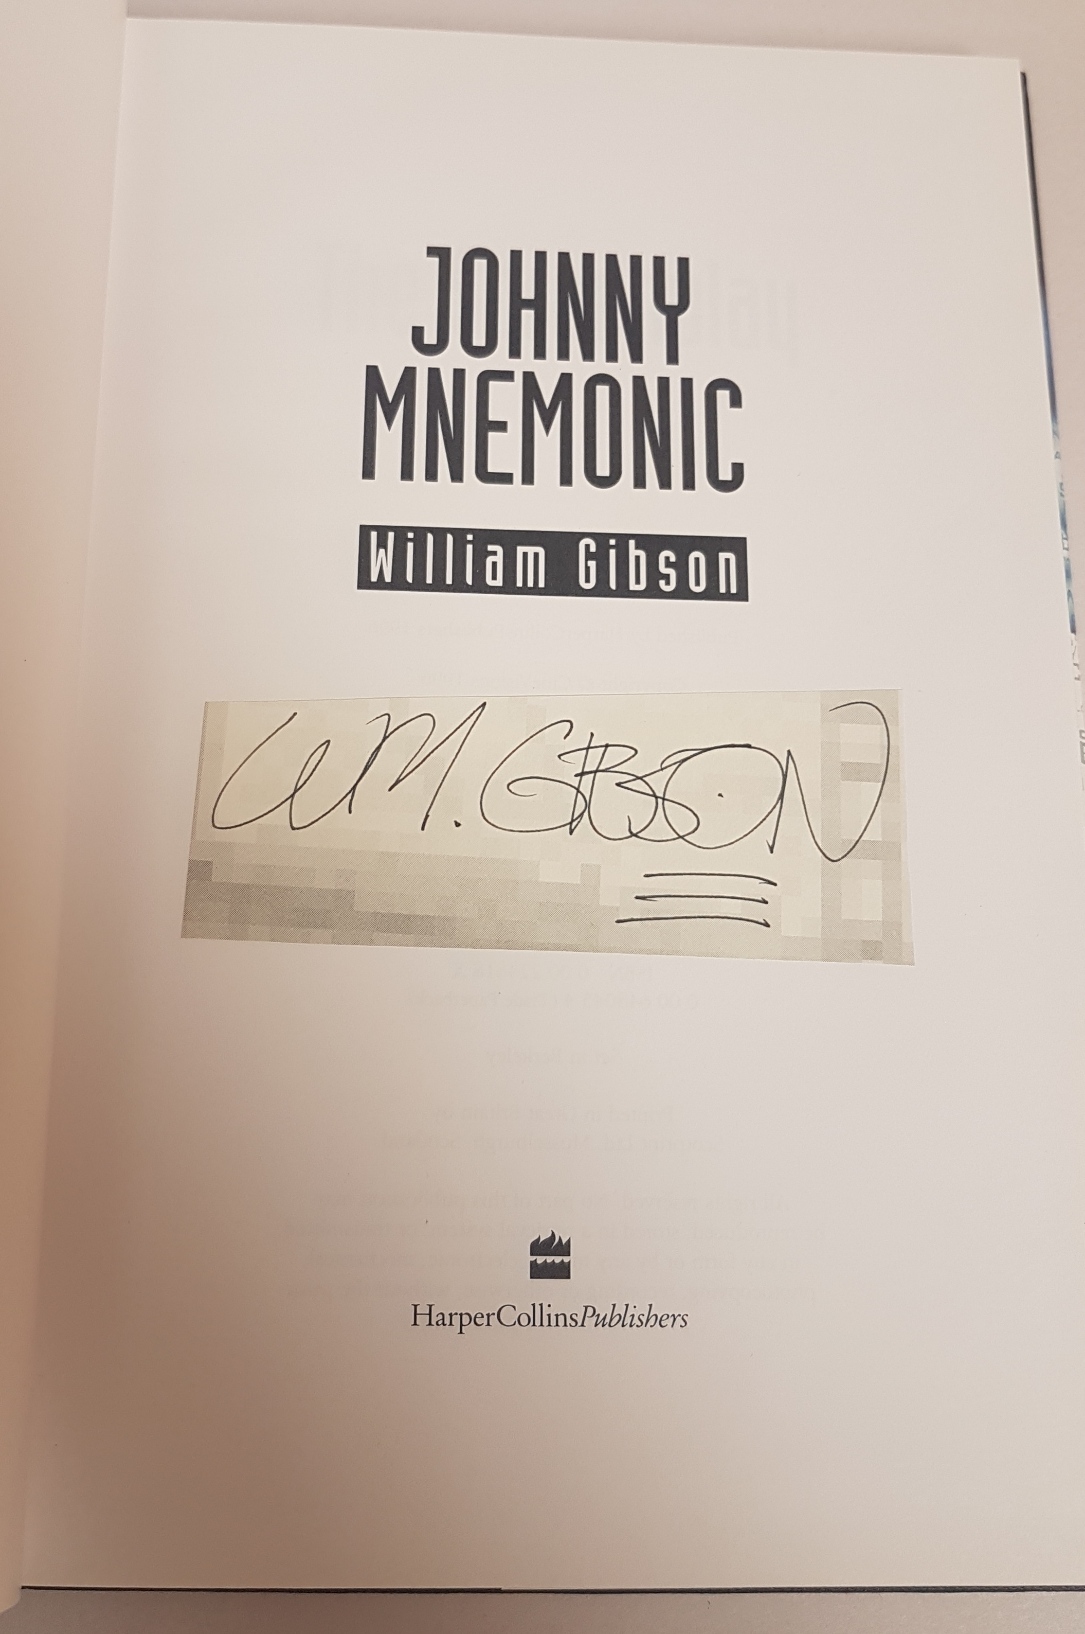 JOHNNY
MNEMONIC
William Gibson
WM. GIBSON
HarperCollinsPublishers